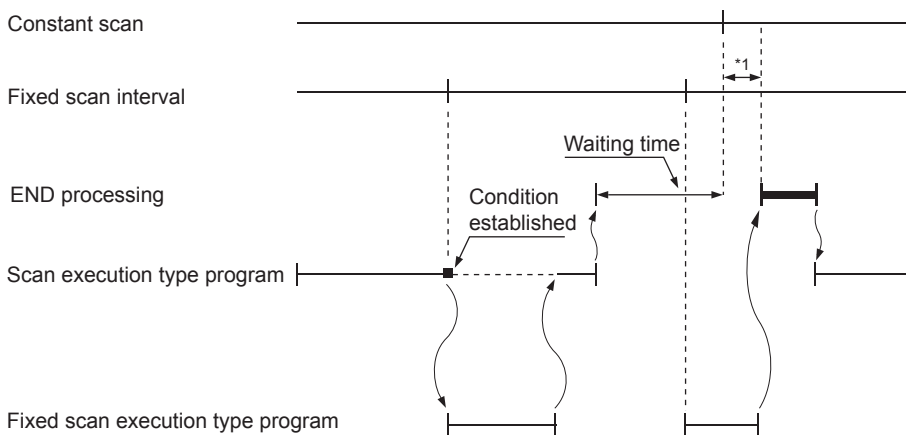 Constant scan
*1
Fixed scan interval
Waiting time
END processing
Condition
established
Scan execution type program
Fixed scan execution type program